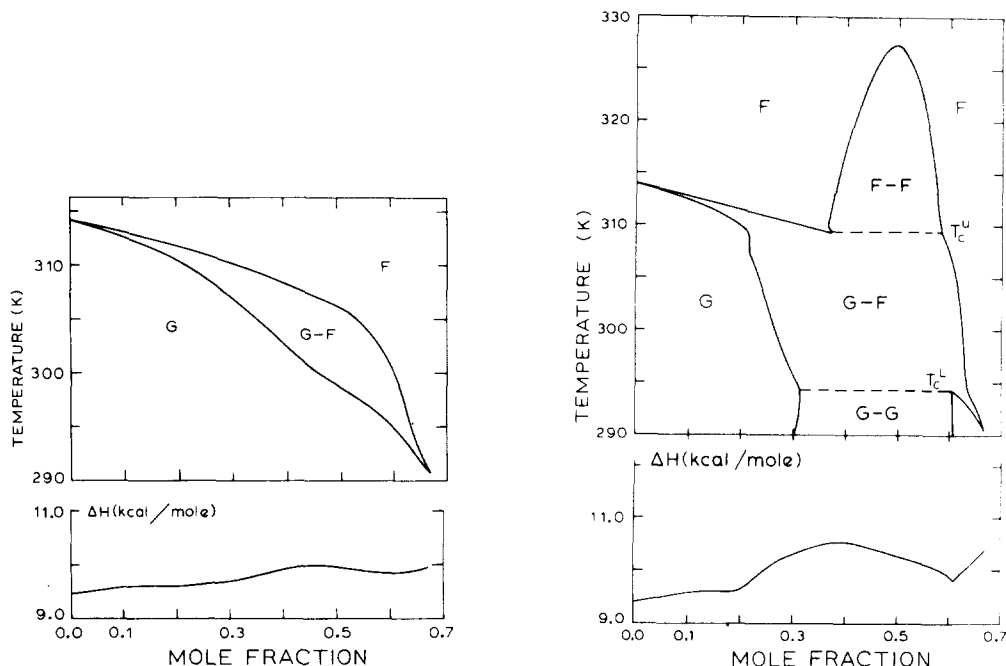 TEMPERATURE (K)
310
300
290
F
G-F
G
11.0
ΔH(kcal/mole)
9.0
0.0 0.1 0.3 0.5 0.7
MOLE FRACTION
TEMPERATURE (K)
330
320
310
300
290
F
F
F-F
T_c^U
G
G-F
T_c^L
G-G
ΔH(kcal/mole)
11.0
9.0
0.0 0.1 0.3 0.5 0.7
MOLE FRACTION